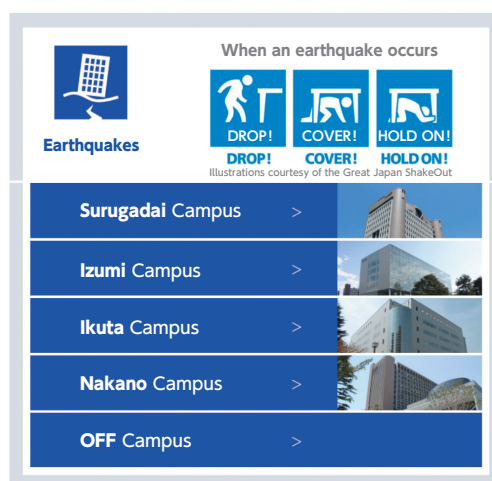 When an earthquake occurs
DROP!
COVER!
HOLD ON!
Earthquakes
DROP!
COVER!
HOLD ON!
Illustrations courtesy of the Great Japan ShakeOut
Surugadai Campus >
Izumi Campus >
Ikuta Campus >
Nakano Campus >
OFF Campus >